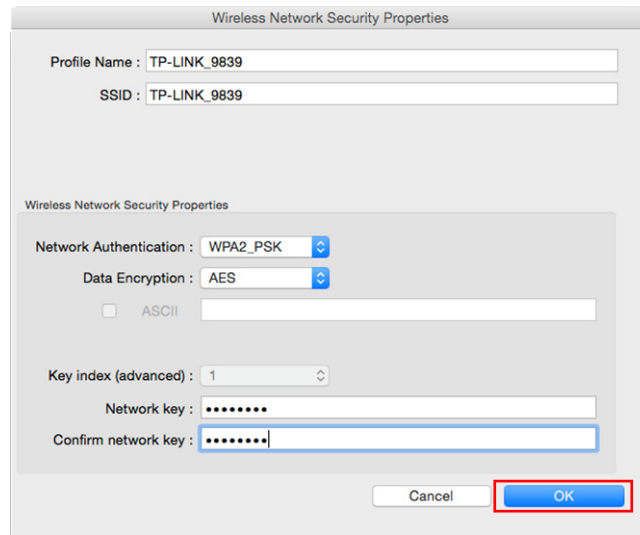 Wireless Network Security Properties
Profile Name : TP-LINK_9839
SSID : TP-LINK_9839
Wireless Network Security Properties
Network Authentication : WPA2_PSK
Data Encryption : AES
ASCII
Key index (advanced) : 1
Network key : ••••••••
Confirm network key : ••••••••
Cancel OK